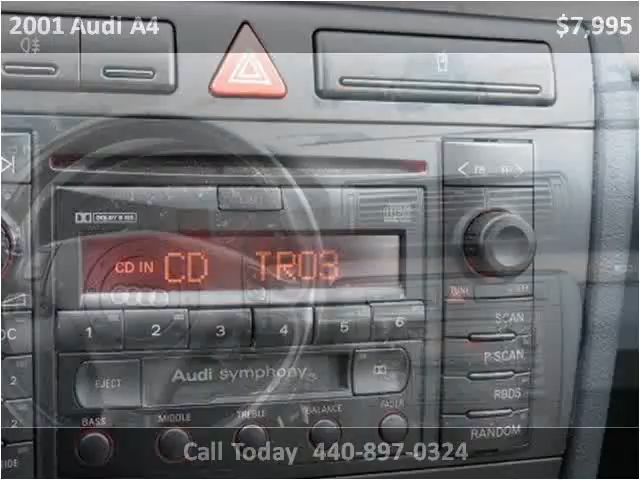 2001 Audi A4 $7,995
DOLBY B NR
CD IN CD TR03
1 2 3 4 5 6
SCAN
P.SCAN
RBDS
RANDOM
EJECT Audi symphony
BASS MIDDLE TREBLE BALANCE FADER
Call Today 440-897-0324